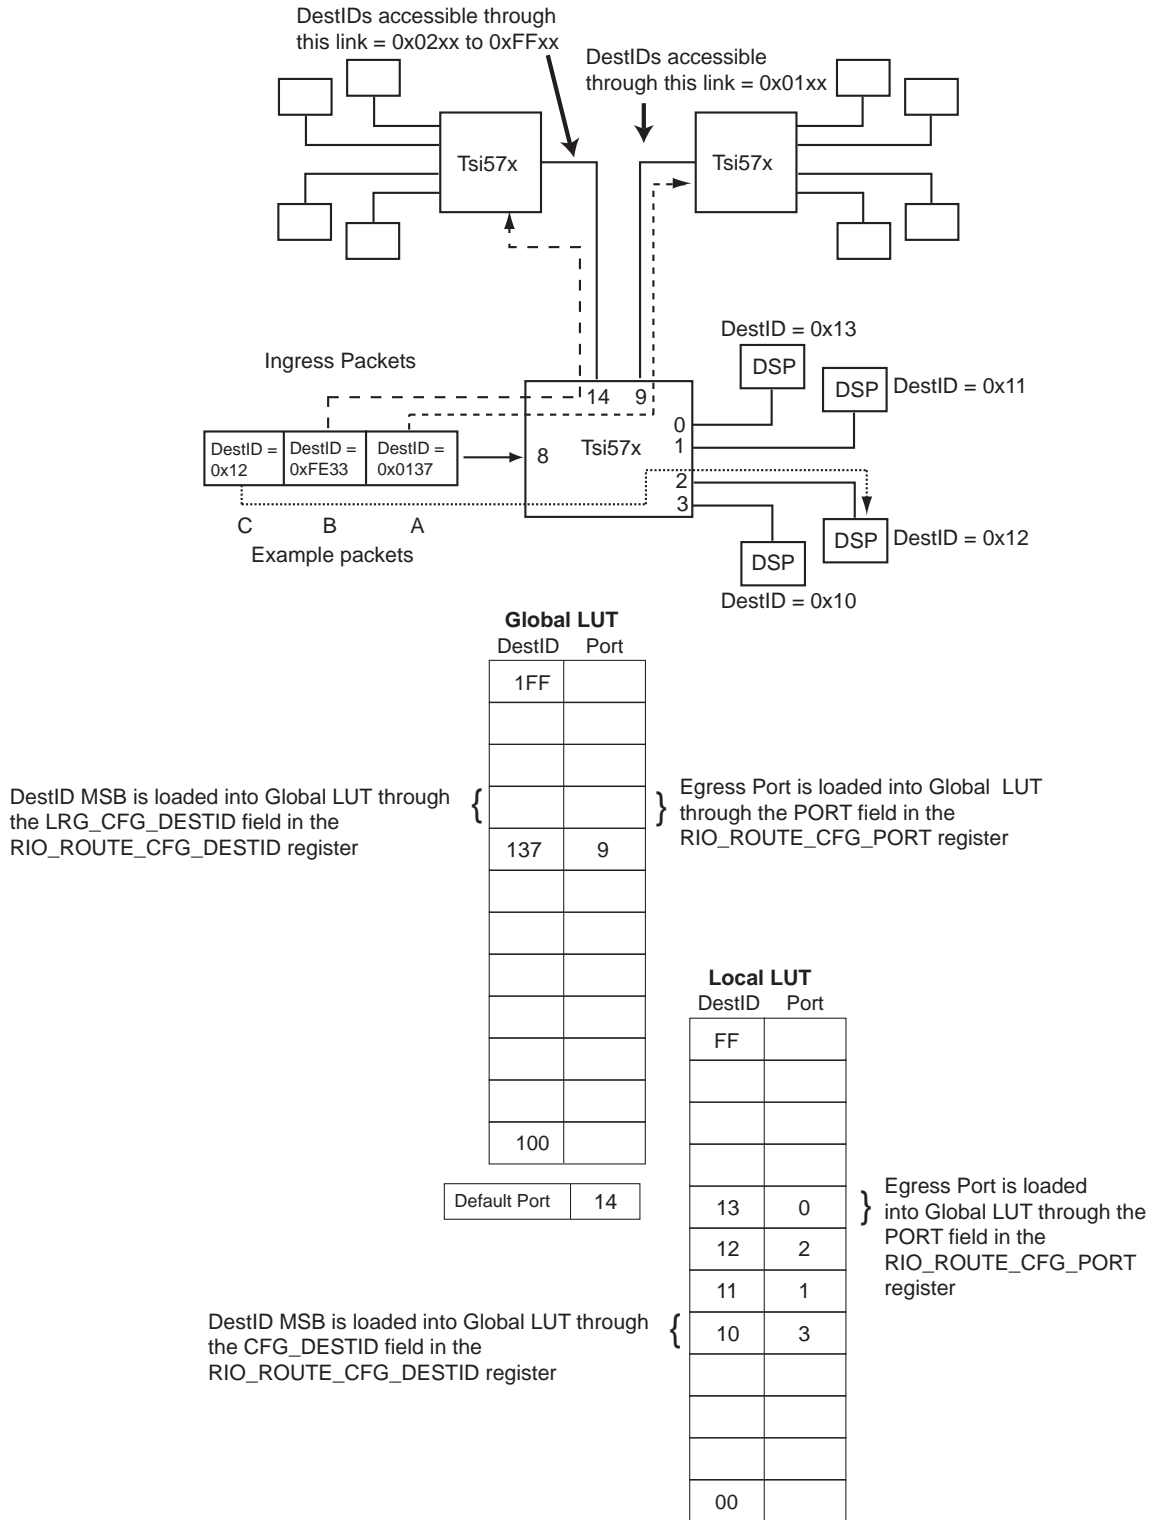 DestIDs accessible through
this link = 0x02xx to 0xFFxx
DestIDs accessible
through this link = 0x01xx
Tsi57x
Tsi57x
DestID = 0x13
Ingress Packets
DSP
DSP
DestID = 0x11
14
9
0
1
2
3
8
Tsi57x
DestID =
0x12
DestID =
0xFE33
DestID =
0x0137
C
B
A
Example packets
DSP
DestID = 0x12
DSP
DestID = 0x10
Global LUT
DestID Port
1FF
DestID MSB is loaded into Global LUT through
the LRG_CFG_DESTID field in the
RIO_ROUTE_CFG_DESTID register
{
}
Egress Port is loaded into Global LUT
through the PORT field in the
RIO_ROUTE_CFG_PORT register
137 9
100
Default Port 14
Local LUT
DestID Port
FF
13 0
12 2
11 1
10 3
00
}
Egress Port is loaded
into Global LUT through the
PORT field in the
RIO_ROUTE_CFG_PORT
register
DestID MSB is loaded into Global LUT through
the CFG_DESTID field in the
RIO_ROUTE_CFG_DESTID register
{